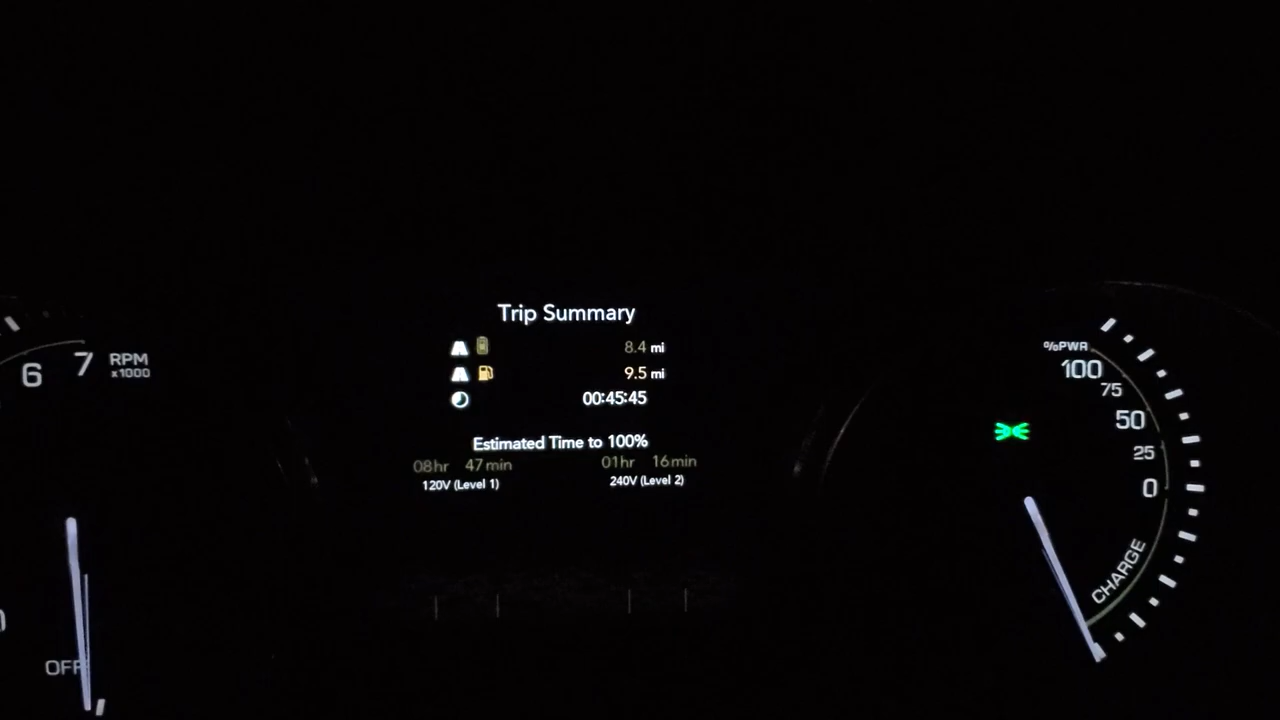 Trip Summary
8.4 mi
9.5 mi
00:45:45
Estimated Time to 100%
08hr 47min 01hr 16min
120V (Level 1) 240V (Level 2)
6 7 RPM
x1000
OFF
%PWR
100
75
50
25
0
CHARGE